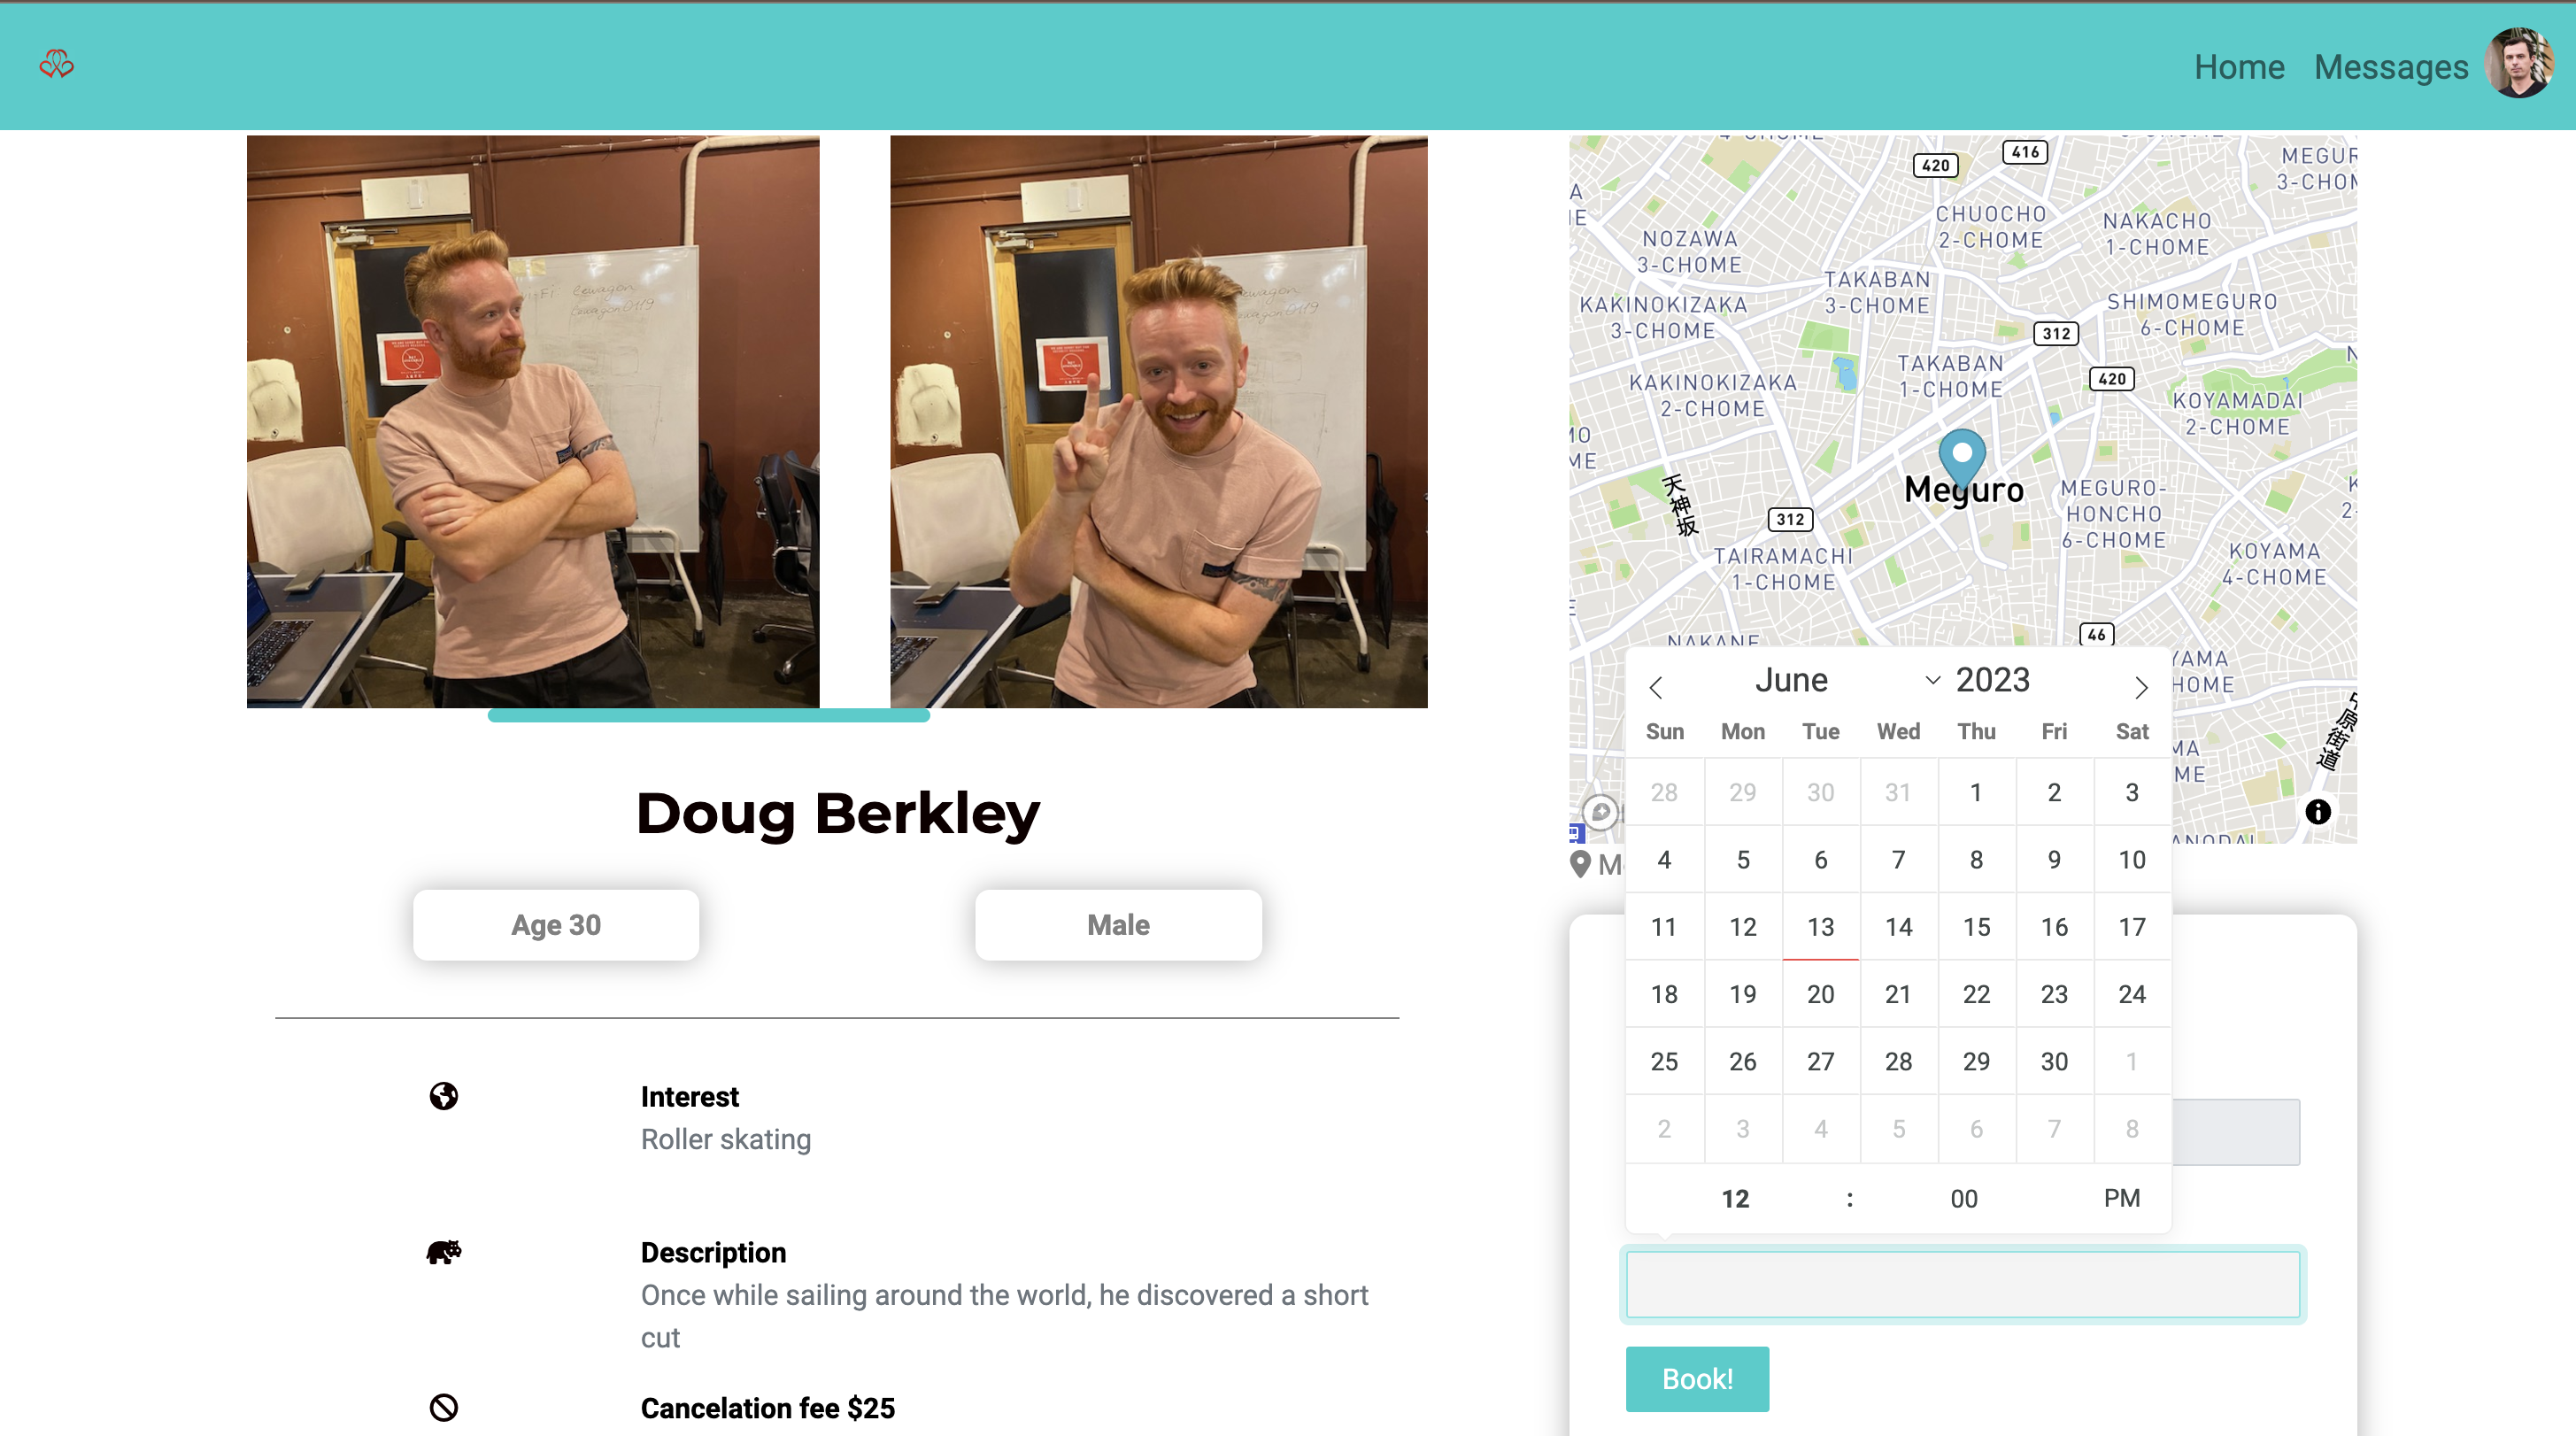 Home Messages
Wi-Fi lewagon
lewagon0119
lewagon
lewagon0119
Doug Berkley
Age 30
Male
Interest
Roller skating
Description
Once while sailing around the world, he discovered a short
cut
Cancelation fee $25
416
420
CHUOCHO
2-CHOME
NAKACHO
1-CHOME
NOZAWA
3-CHOME
TAKABAN
3-CHOME
KAKINOKIZAKA
3-CHOME
SHIMOMEGURO
6-CHOME
312
TAKABAN
1-CHOME
420
KAKINOKIZAKA
2-CHOME
KOYAMADAI
2-CHOME
Meguro
天神坂
MEGURO-
HONCHO
6-CHOME
312
TAIRAMACHI
1-CHOME
KOYAMA
4-CHOME
46
NAKANE
June 2023
Sun Mon Tue Wed Thu Fri Sat
28 29 30 31 1 2 3
4 5 6 7 8 9 10
11 12 13 14 15 16 17
18 19 20 21 22 23 24
25 26 27 28 29 30 1
2 3 4 5 6 7 8
12 : 00 PM
Book!